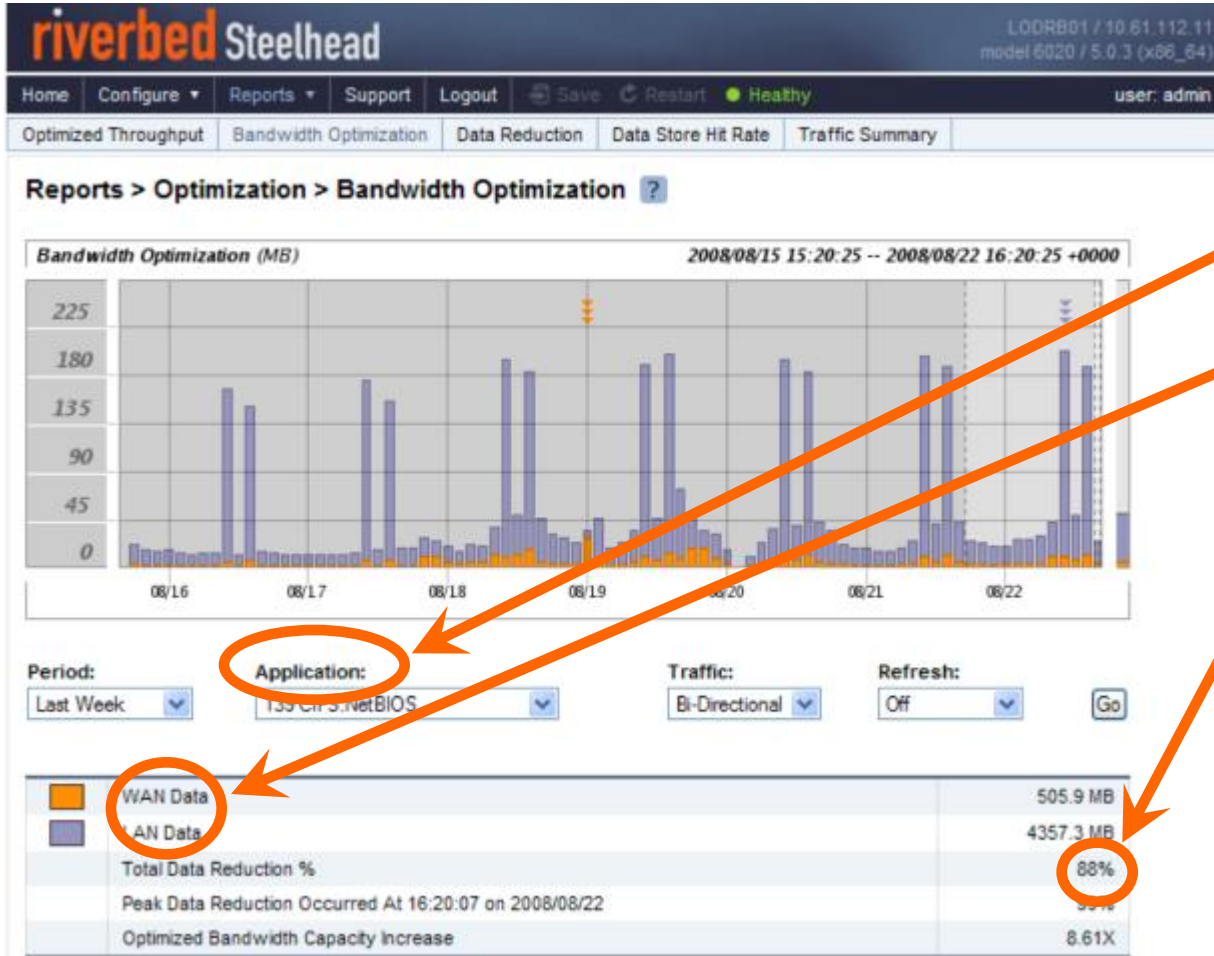 riverbed Steelhead
LODRB01 / 10.61.112.11
model 6020 / 5.0.3 (x86_64)
Home Configure Reports Support Logout Save Restart Healthy user: admin
Optimized Throughput Bandwidth Optimization Data Reduction Data Store Hit Rate Traffic Summary
Reports > Optimization > Bandwidth Optimization ?
Bandwidth Optimization (MB) 2008/08/15 15:20:25 -- 2008/08/22 16:20:25 +0000
225
180
135
90
45
0
08/16 08/17 08/18 08/19 08/20 08/21 08/22
Period: Application: Traffic: Refresh:
Last Week Bi-Directional Off Go
WAN Data 505.9 MB
LAN Data 4357.3 MB
Total Data Reduction % 88%
Peak Data Reduction Occurred At 16:20:07 on 2008/08/22
Optimized Bandwidth Capacity Increase 8.61X